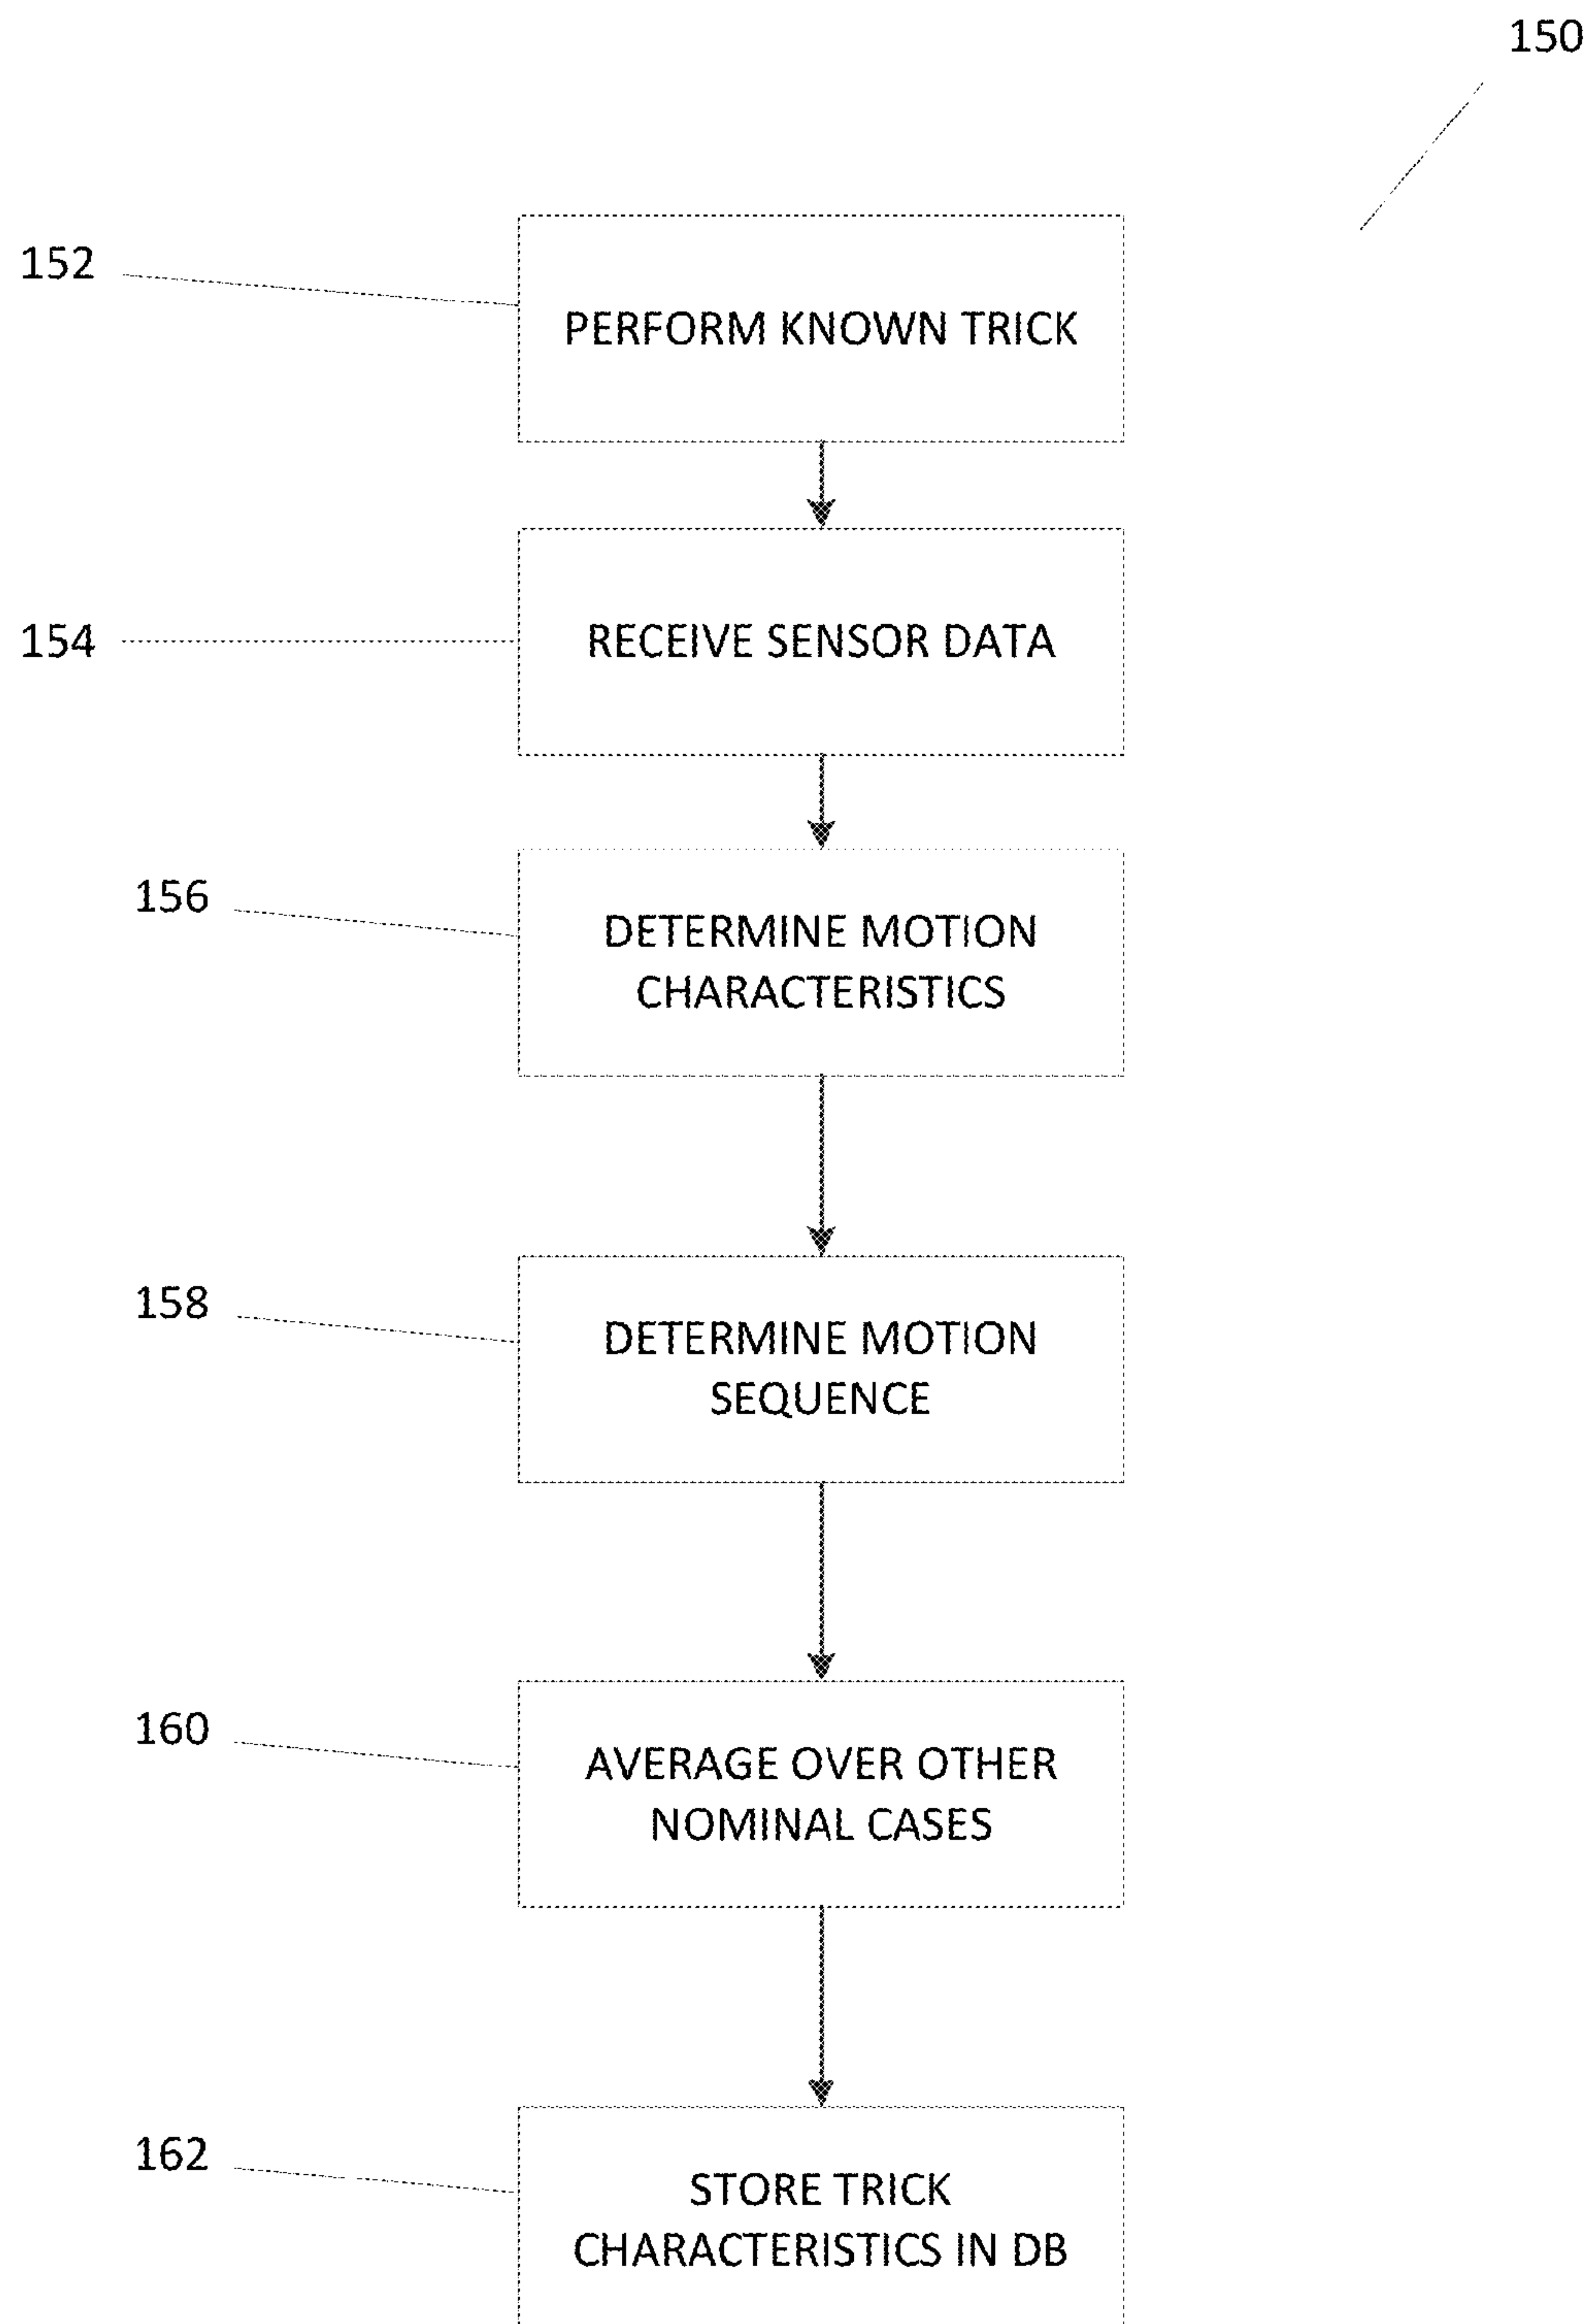 150
152
PERFORM KNOWN TRICK
154
RECEIVE SENSOR DATA
156
DETERMINE MOTION
CHARACTERISTICS
158
DETERMINE MOTION
SEQUENCE
160
AVERAGE OVER OTHER
NOMINAL CASES
162
STORE TRICK
CHARACTERISTICS IN DB